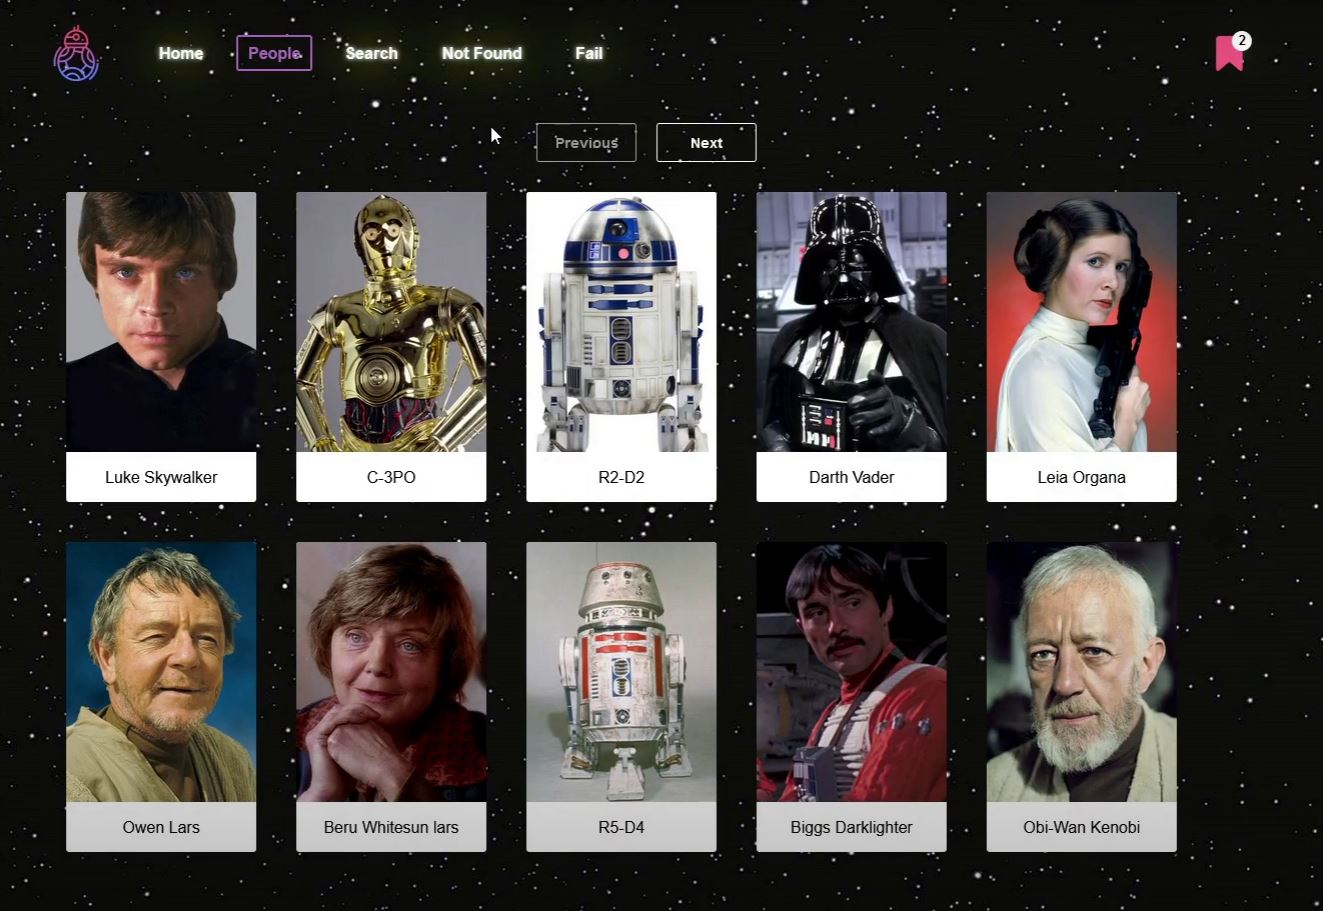 Home People Search Not Found Fail 2
Previous Next
Luke Skywalker C-3PO R2-D2 Darth Vader Leia Organa
Owen Lars Beru Whitesun lars R5-D4 Biggs Darklighter Obi-Wan Kenobi